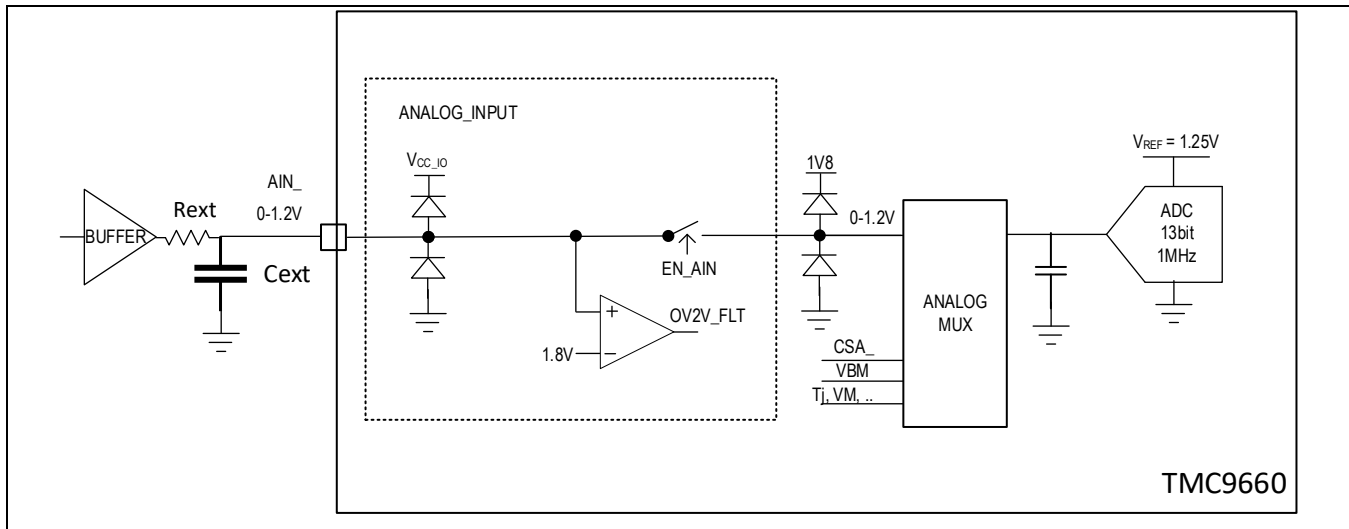 ANALOG_INPUT
VCC_IO
VREF = 1.25V
1V8
AIN_
0-1.2V
0-1.2V
ADC
13bit
1MHz
Rext
BUFFER
EN_AIN
Cext
ANALOG
MUX
OV2V_FLT
+
1.8V
−
CSA_
VBM
Tj, VM, ..
TMC9660